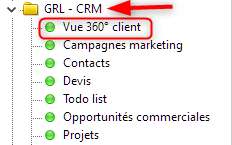 GRL - CRM
Vue 360° client
Campagnes marketing
Contacts
Devis
Todo list
Opportunités commerciales
Projets